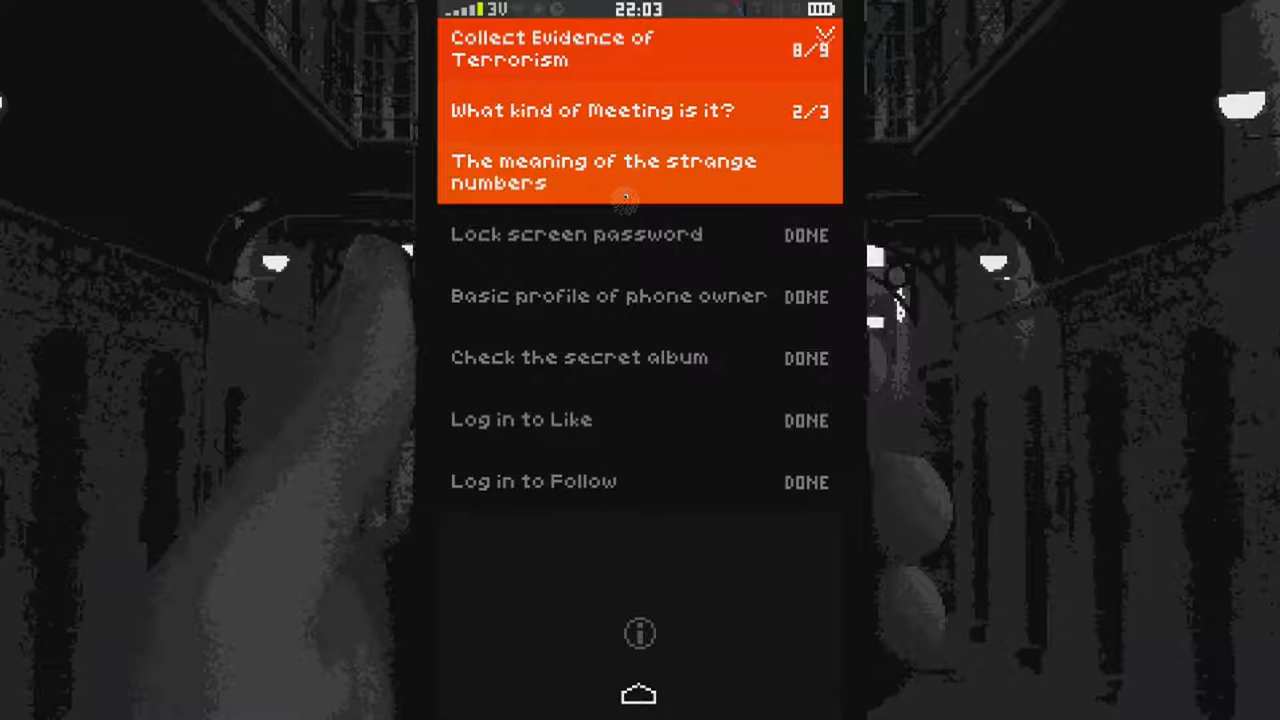 3V
22:03
Collect Evidence of
Terrorism
8/9
What kind of Meeting is it?
2/3
The meaning of the strange
numbers
Lock screen password
DONE
Basic profile of phone owner
DONE
Check the secret album
DONE
Log in to Like
DONE
Log in to Follow
DONE